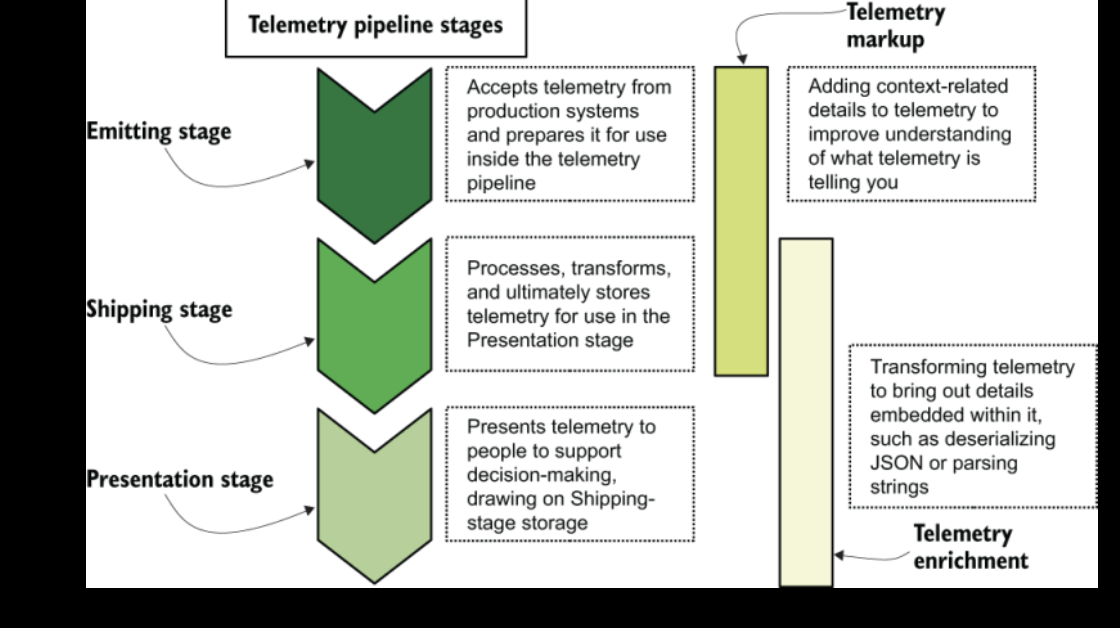 Telemetry pipeline stages
Emitting stage
Accepts telemetry from
production systems
and prepares it for use
inside the telemetry
pipeline
Shipping stage
Processes, transforms,
and ultimately stores
telemetry for use in the
Presentation stage
Presentation stage
Presents telemetry to
people to support
decision-making,
drawing on Shipping-
stage storage
Telemetry
markup
Adding context-related
details to telemetry to
improve understanding
of what telemetry is
telling you
Transforming telemetry
to bring out details
embedded within it,
such as deserializing
JSON or parsing
strings
Telemetry
enrichment